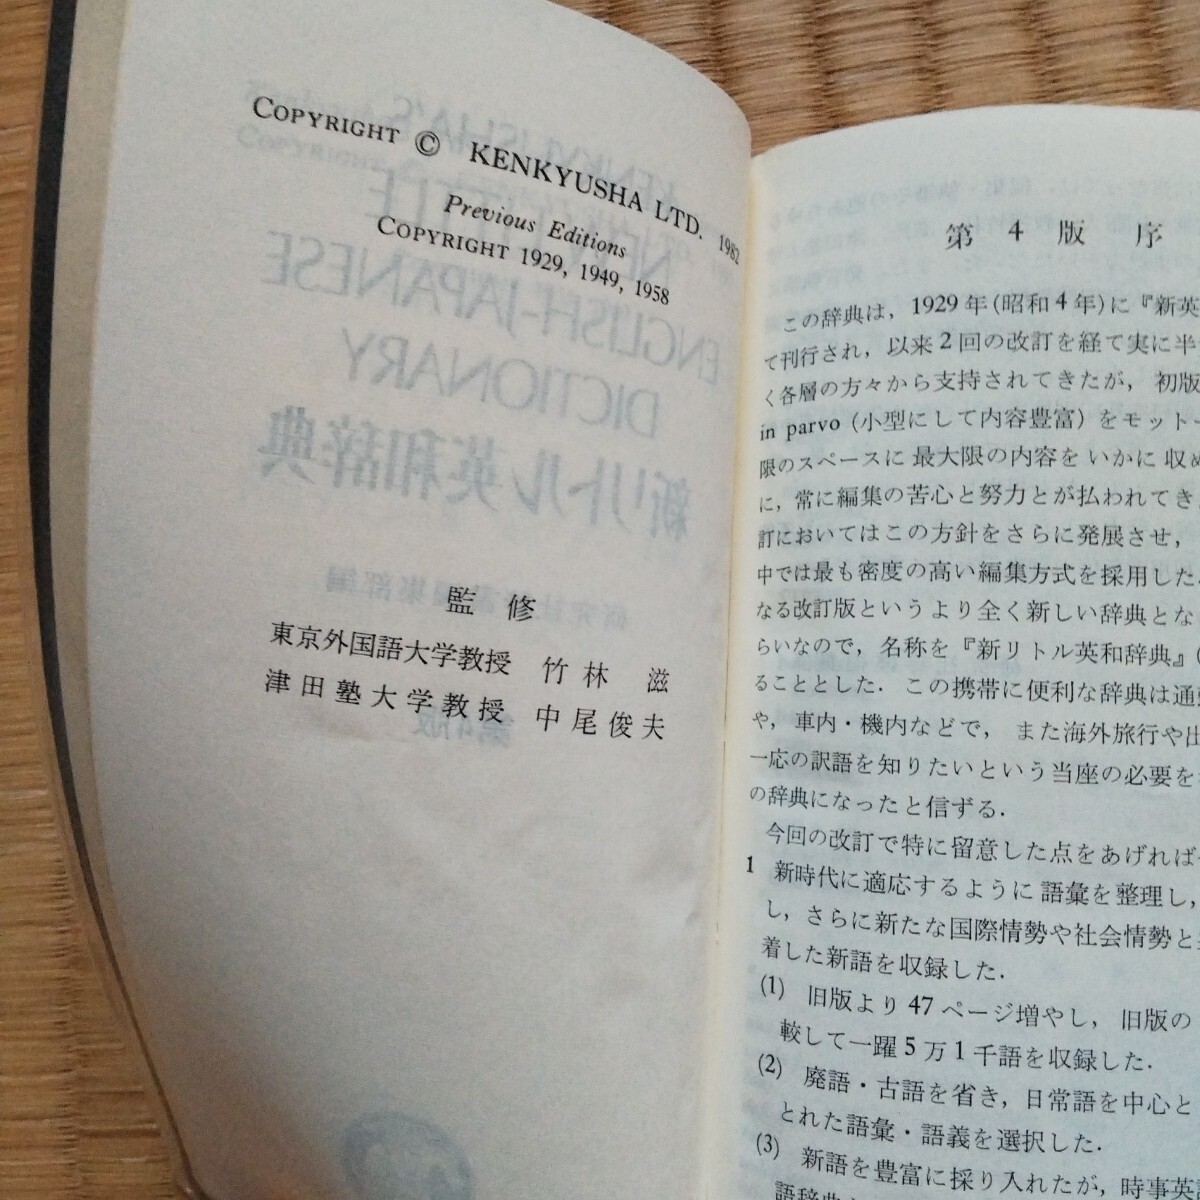 COPYRIGHT © KENKYUSHA LTD. 1982
Previous Editions
COPYRIGHT 1929, 1949, 1958
監修
東京外国語大学教授 竹林 滋
津田塾大学教授 中尾俊夫
KENKYUSHA'S
NEW LITTLE
ENGLISH-JAPANESE
DICTIONARY
新リトル英和辞典
第4版
第4版 序
この辞典は，1929年(昭和4年)に『新英
て刊行され，以来2回の改訂を経て実に半
く各層の方々から支持されてきたが，初版
in parvo (小型にして内容豊富) をモットー
限のスペースに最大限の内容をいかに収め
に，常に編集の苦心と努力とが払われてき
訂においてはこの方針をさらに発展させ，
中では最も密度の高い編集方式を採用した.
なる改訂版というより全く新しい辞典とな
らいなので，名称を『新リトル英和辞典』(
ることとした．この携帯に便利な辞典は通
や，車内・機内などで，また海外旅行や出
一応の訳語を知りたいという当座の必要を
の辞典になったと信ずる．
今回の改訂で特に留意した点をあげれば
1 新時代に適応するように語彙を整理し，
し，さらに新たな国際情勢や社会情勢と
着した新語を収録した．
(1) 旧版より47ページ増やし，旧版の
較して一躍5万1千語を収録した．
(2) 廃語・古語を省き，日常語を中心と
とれた語彙・語義を選択した．
(3) 新語を豊富に採り入れたが，時事英
語辞典